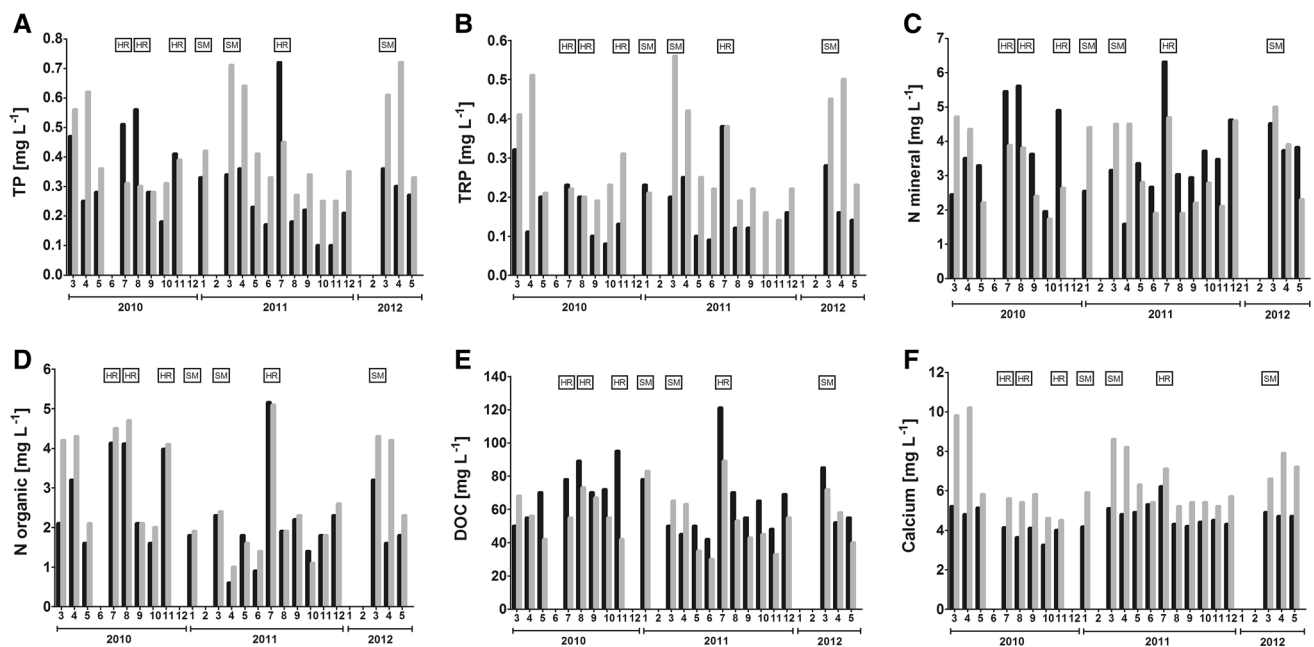 A
HR HR HR SM SM HR SM
TP [mg L⁻¹]
0.8
0.7
0.6
0.5
0.4
0.3
0.2
0.1
0.0
3 4 5 6 7 8 9 10 11 12 1 2 3 4 5 6 7 8 9 10 11 12 1 2 3 4 5
2010 2011 2012
B
HR HR HR SM SM HR SM
TRP [mg L⁻¹]
0.6
0.5
0.4
0.3
0.2
0.1
0.0
3 4 5 6 7 8 9 10 11 12 1 2 3 4 5 6 7 8 9 10 11 12 1 2 3 4 5
2010 2011 2012
C
HR HR HR SM SM HR SM
N mineral [mg L⁻¹]
7
6
5
4
3
2
1
0
3 4 5 6 7 8 9 10 11 12 1 2 3 4 5 6 7 8 9 10 11 12 1 2 3 4 5
2010 2011 2012
D
HR HR HR SM SM HR SM
N organic [mg L⁻¹]
6
5
4
3
2
1
0
3 4 5 6 7 8 9 10 11 12 1 2 3 4 5 6 7 8 9 10 11 12 1 2 3 4 5
2010 2011 2012
E
HR HR HR SM SM HR SM
DOC [mg L⁻¹]
140
120
100
80
60
40
20
0
3 4 5 6 7 8 9 10 11 12 1 2 3 4 5 6 7 8 9 10 11 12 1 2 3 4 5
2010 2011 2012
F
HR HR HR SM SM HR SM
Calcium [mg L⁻¹]
12
10
8
6
4
2
0
3 4 5 6 7 8 9 10 11 12 1 2 3 4 5 6 7 8 9 10 11 12 1 2 3 4 5
2010 2011 2012